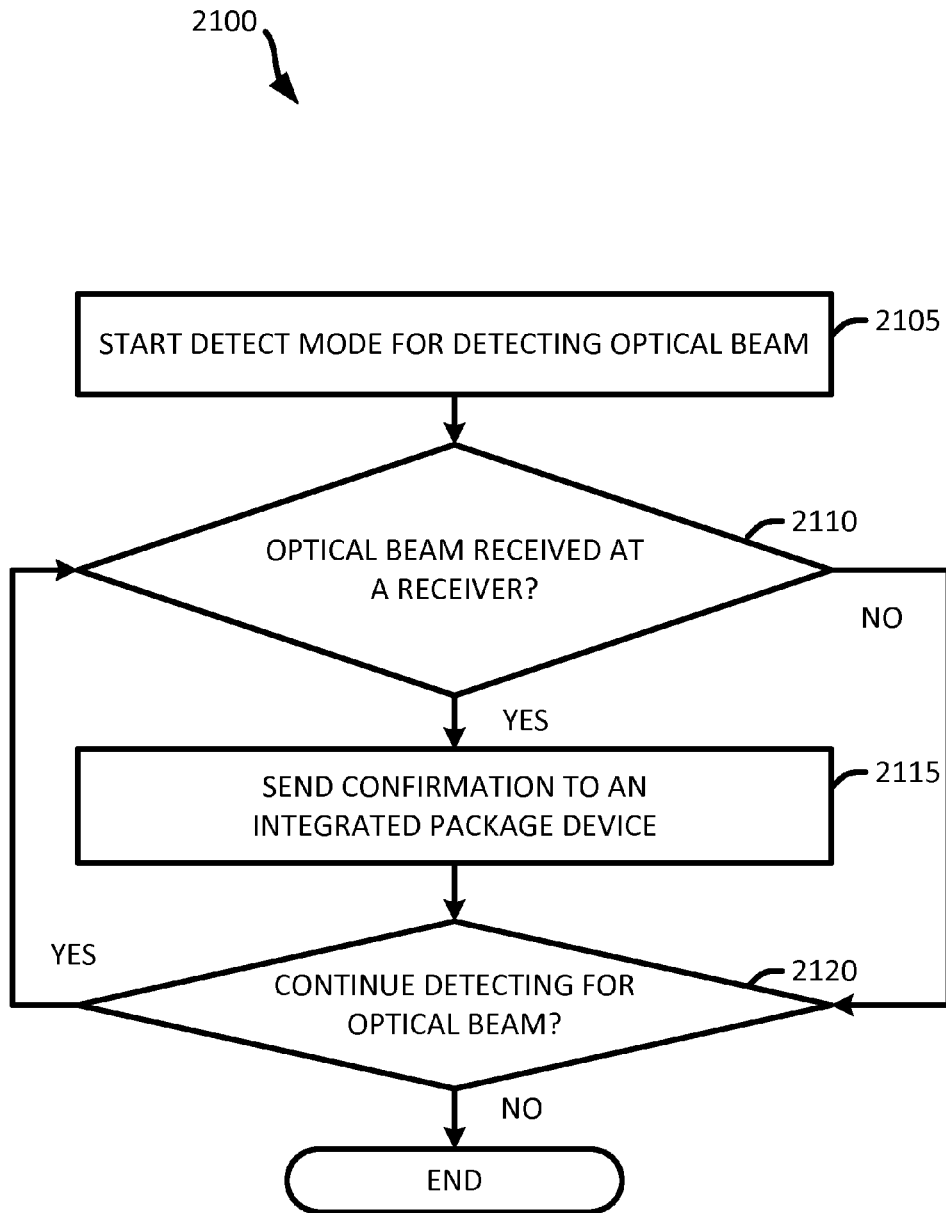 2100
START DETECT MODE FOR DETECTING OPTICAL BEAM
2105
OPTICAL BEAM RECEIVED AT
A RECEIVER?
2110
NO
YES
SEND CONFIRMATION TO AN
INTEGRATED PACKAGE DEVICE
2115
YES
CONTINUE DETECTING FOR
OPTICAL BEAM?
2120
NO
END